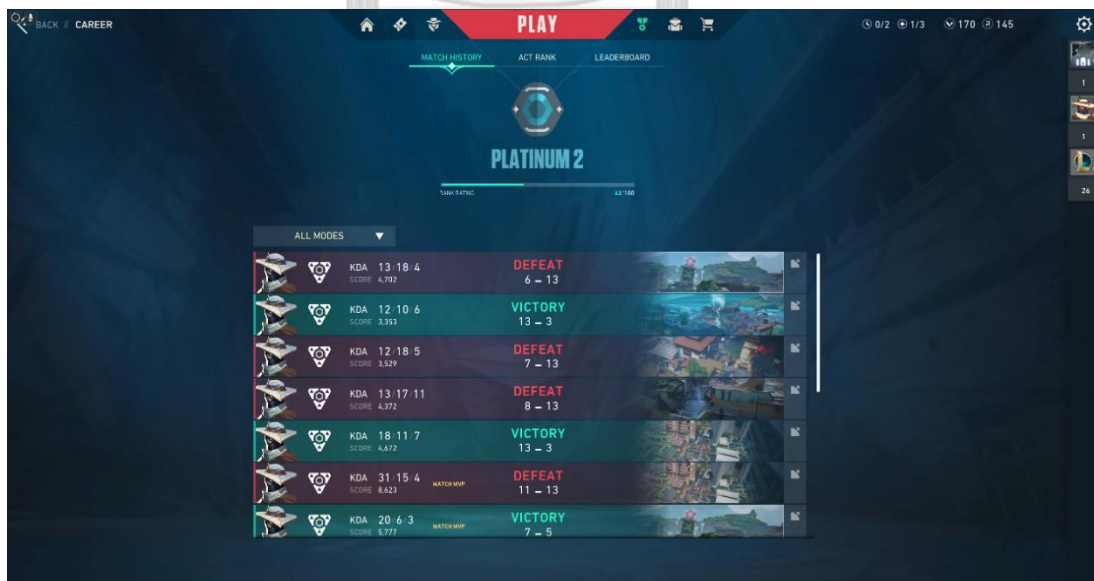 BACK // CAREER
PLAY
0/2 1/3 170 145
MATCH HISTORY ACT RANK LEADERBOARD
PLATINUM 2
RANK RATING
ALL MODES
KDA 13/18/4 DEFEAT
SCORE 4,702 6 – 13
KDA 12/10/6 VICTORY
SCORE 3,353 13 – 3
KDA 12/18/5 DEFEAT
SCORE 3,529 7 – 13
KDA 13/17/11 DEFEAT
SCORE 4,372 8 – 13
KDA 18/11/7 VICTORY
SCORE 4,672 13 – 3
KDA 31/15/4 MATCH MVP DEFEAT
SCORE 8,623 11 – 13
KDA 20/6/3 MATCH MVP VICTORY
SCORE 5,777 7 – 5
1
1
26